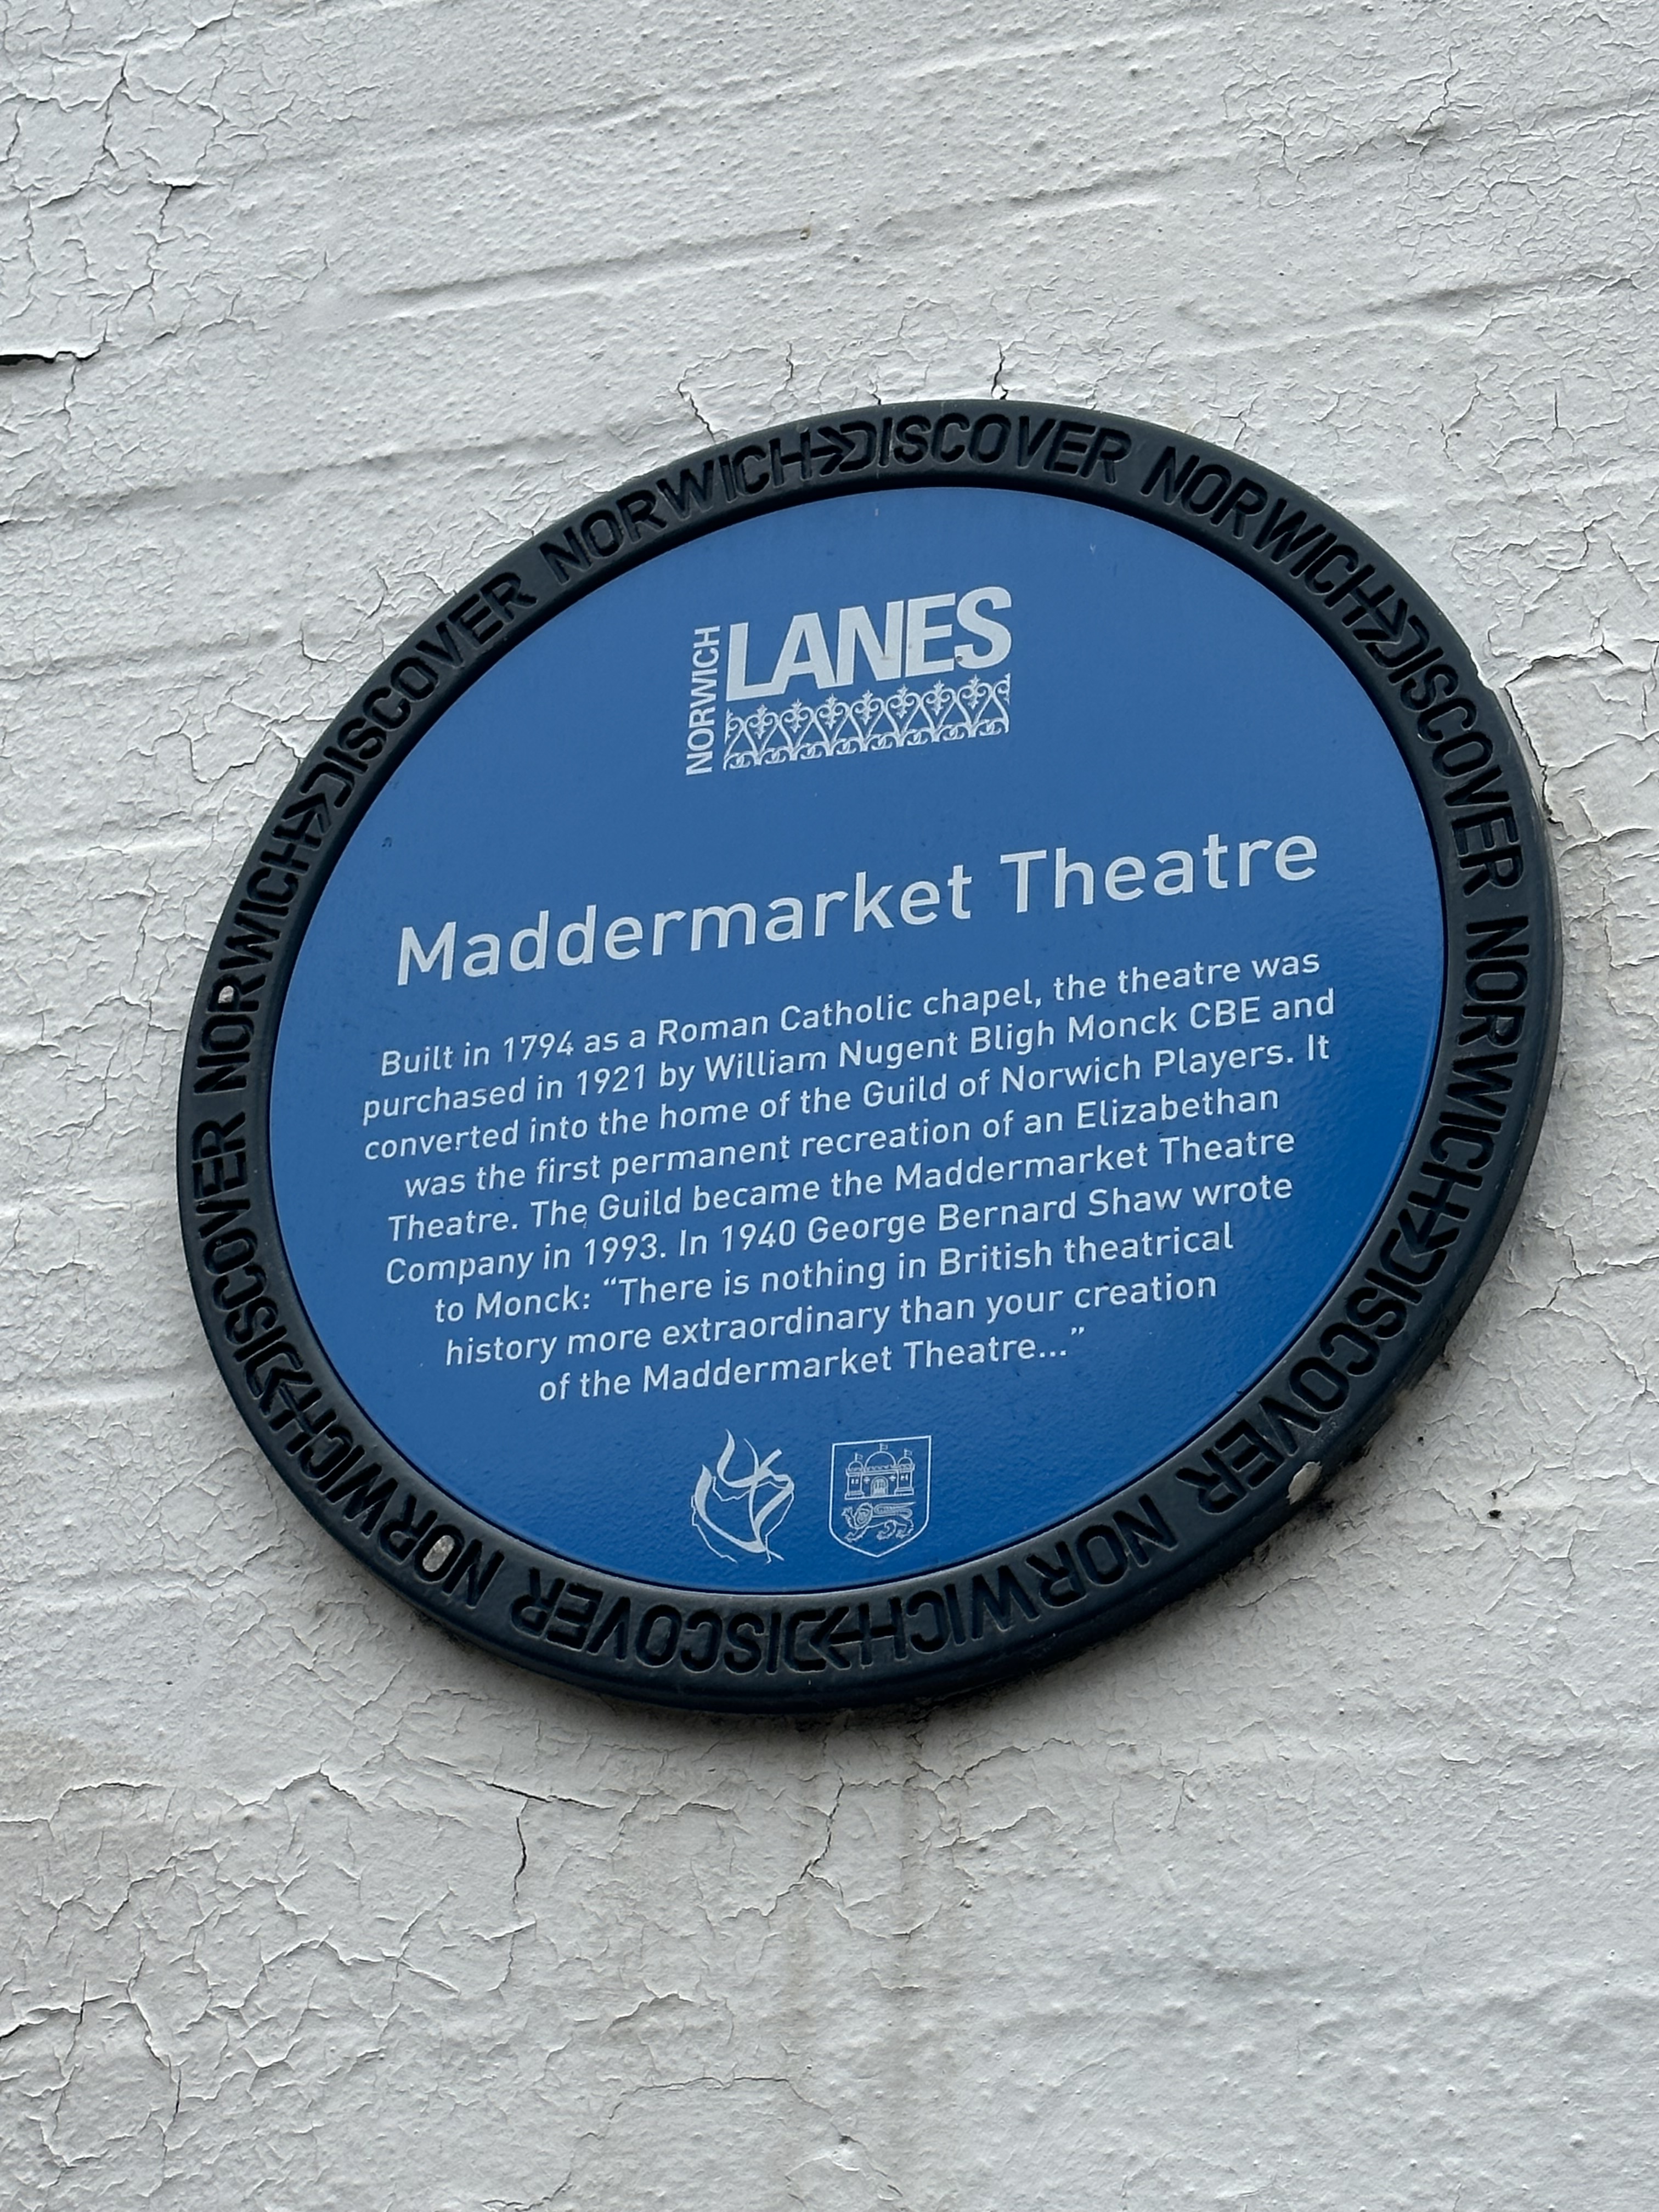 DISCOVER NORWICH DISCOVER NORWICH DISCOVER NORWICH DISCOVER NORWICH DISCOVER NORWICH DISCOVER NORWICH
NORWICH
LANES
Maddermarket Theatre
Built in 1794 as a Roman Catholic chapel, the theatre was
purchased in 1921 by William Nugent Bligh Monck CBE and
converted into the home of the Guild of Norwich Players. It
was the first permanent recreation of an Elizabethan
Theatre. The Guild became the Maddermarket Theatre
Company in 1993. In 1940 George Bernard Shaw wrote
to Monck: “There is nothing in British theatrical
history more extraordinary than your creation
of the Maddermarket Theatre...”